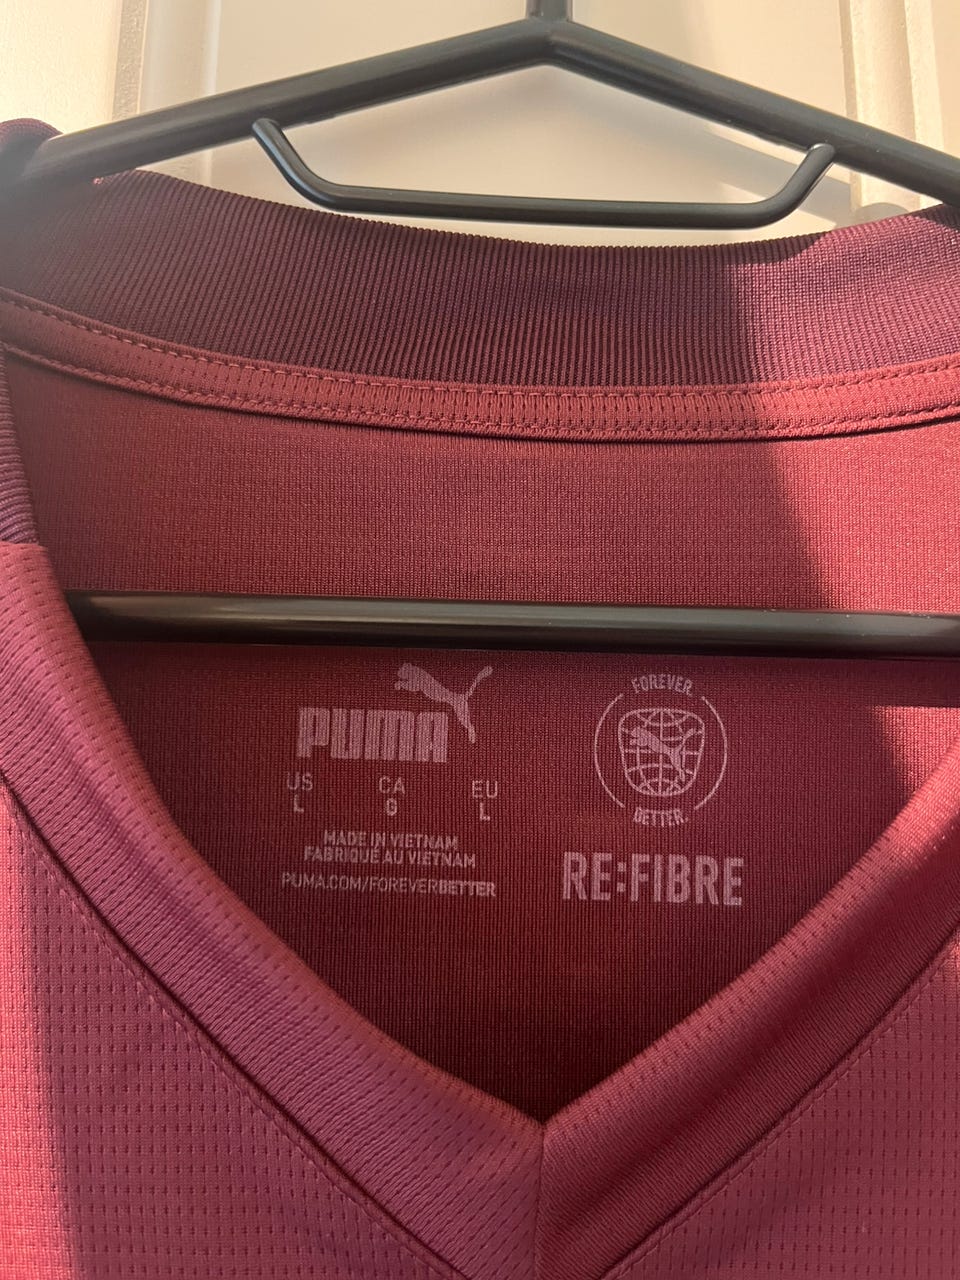 PUMA
US CA EU
L G L
MADE IN VIETNAM
FABRIQUÉ AU VIETNAM
PUMA.COM/FOREVERBETTER
FOREVER.
BETTER.
RE:FIBRE